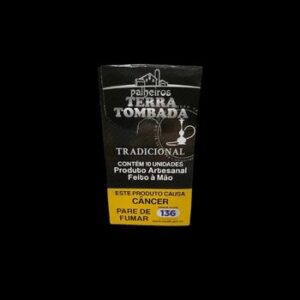 palheiros
TERRA
TOMBADA
TRADICIONAL
CONTÉM 10 UNIDADES
Produto Artesanal
Feito à Mão
ESTE PRODUTO CAUSA
CÂNCER
PARE DE
FUMAR
136